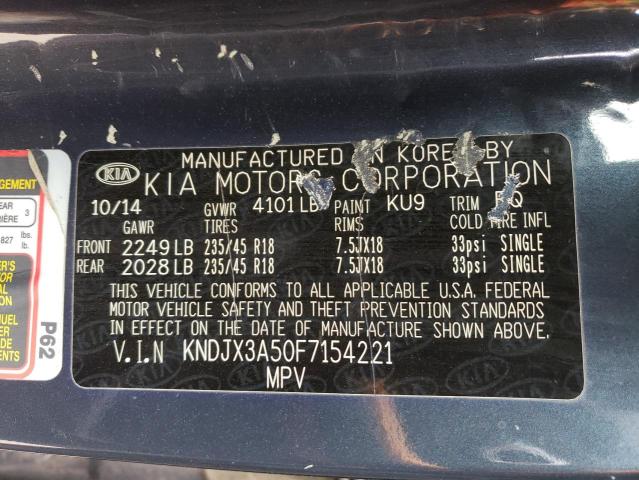 MANUFACTURED IN KOREA BY
KIA MOTORS CORPORATION
KIA
10/14 GVWR 4101 LB PAINT KU9 TRIM
GAWR TIRES RIMS COLD TIRE INFL
FRONT 2249 LB 235/45 R18 7.5JX18 33psi SINGLE
REAR 2028 LB 235/45 R18 7.5JX18 33psi SINGLE
THIS VEHICLE CONFORMS TO ALL APPLICABLE U.S.A. FEDERAL
MOTOR VEHICLE SAFETY AND THEFT PREVENTION STANDARDS
IN EFFECT ON THE DATE OF MANUFACTURE SHOWN ABOVE.
V.I.N KNDJX3A50F7154221
MPV
3
827 lbs.
P62